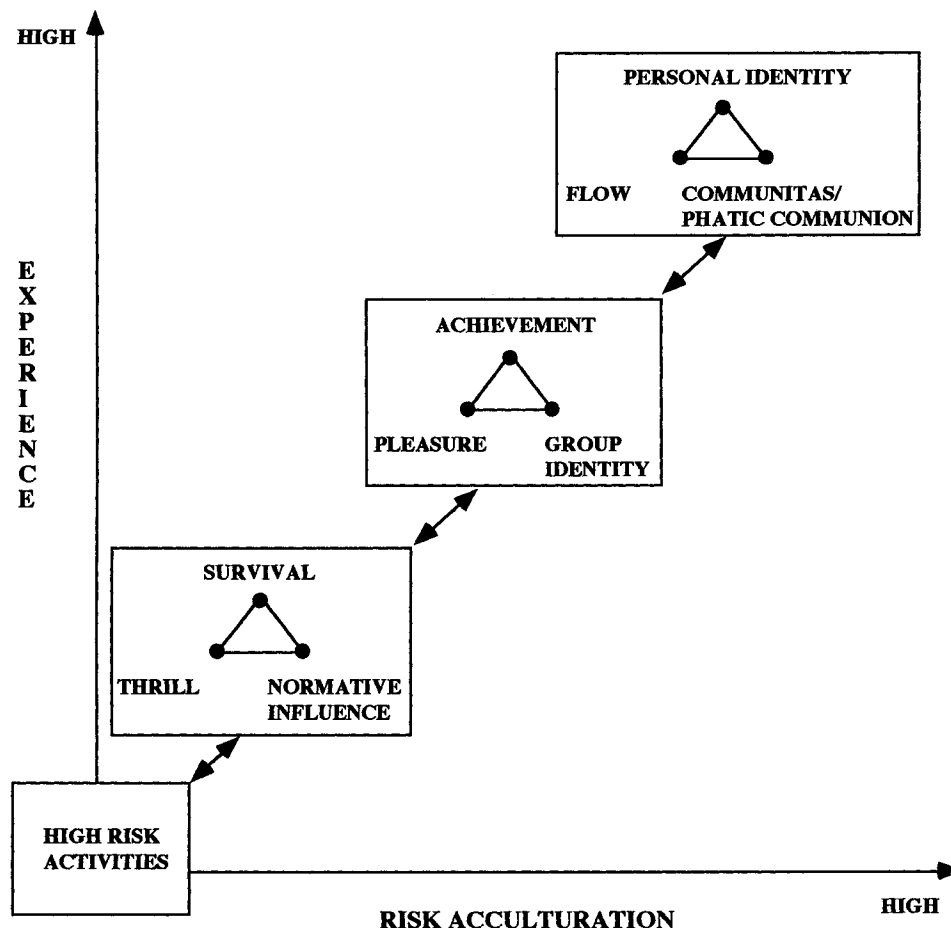 HIGH
PERSONAL IDENTITY
FLOW
COMMUNITAS/
PHATIC COMMUNION
EXPERIENCE
ACHIEVEMENT
PLEASURE
GROUP
IDENTITY
SURVIVAL
THRILL
NORMATIVE
INFLUENCE
HIGH RISK
ACTIVITIES
RISK ACCULTURATION
HIGH